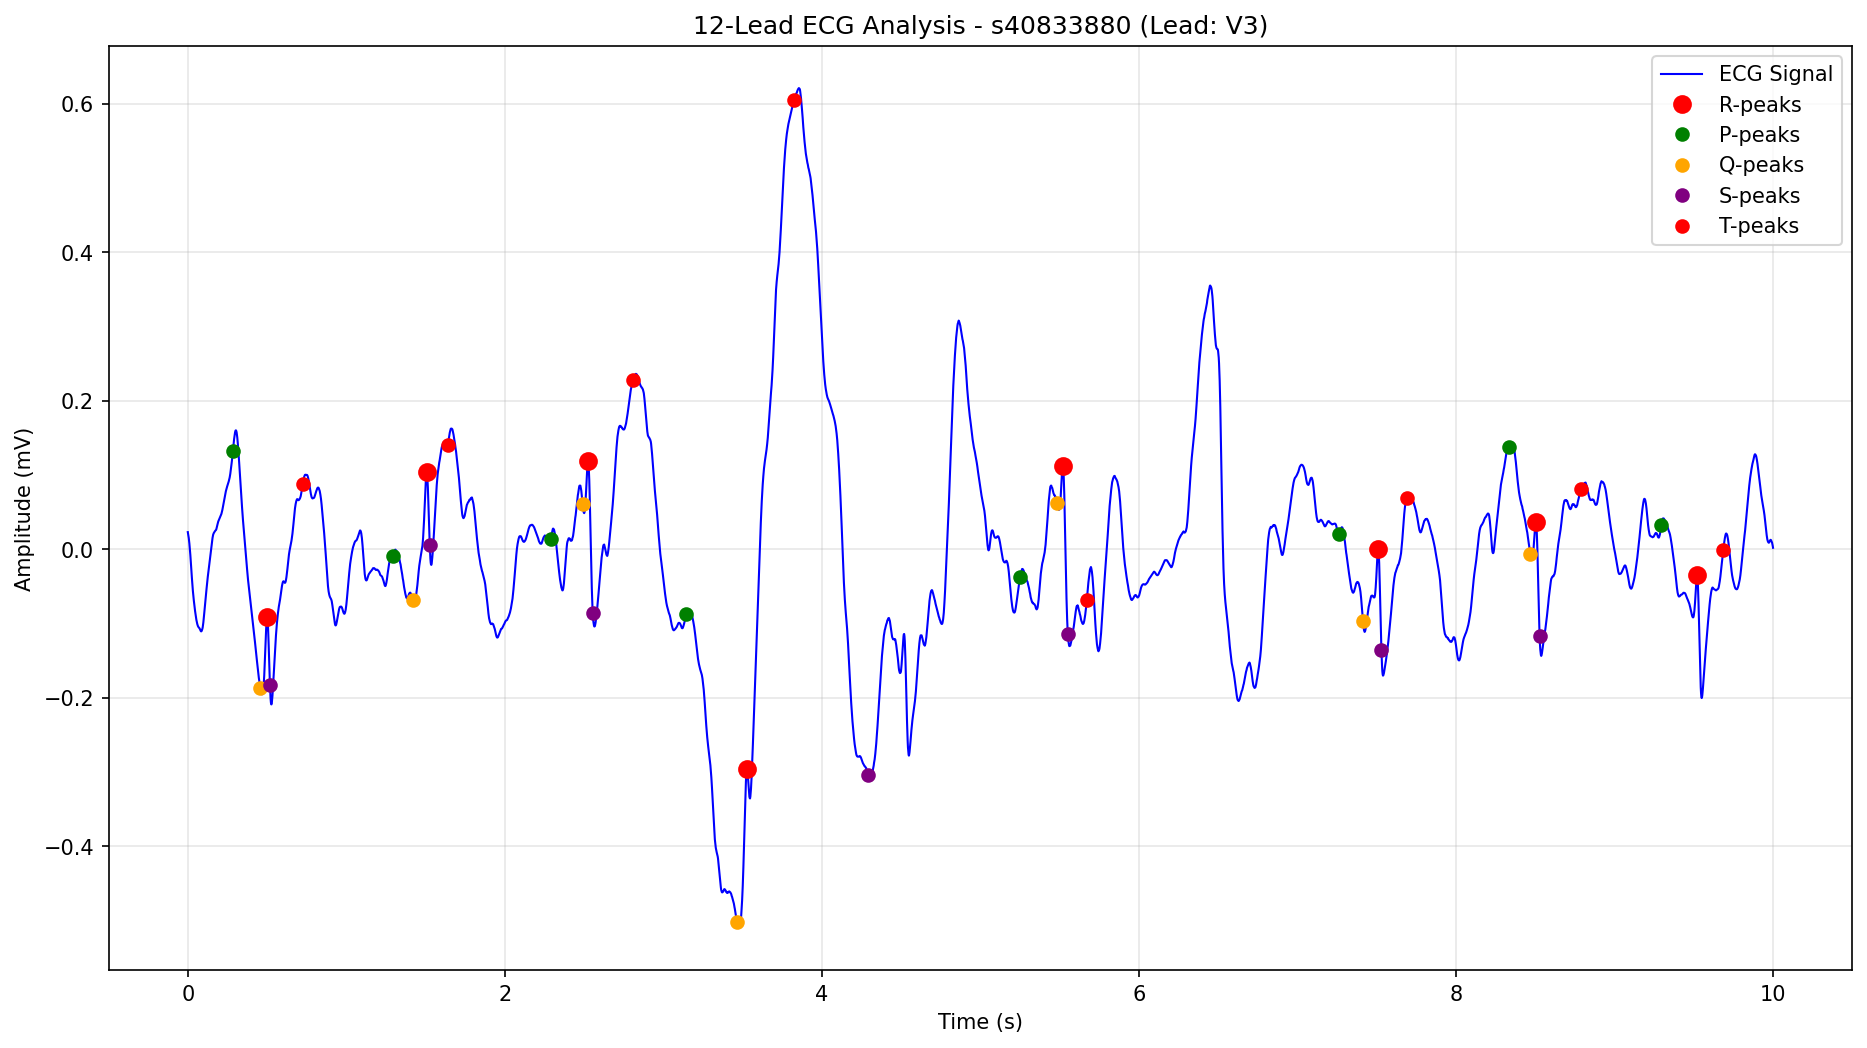 12-Lead ECG Analysis - s40833880 (Lead: V3)
ECG Signal
R-peaks
P-peaks
Q-peaks
S-peaks
T-peaks
Amplitude (mV)
0.6
0.4
0.2
0.0
−0.2
−0.4
0 2 4 6 8 10
Time (s)